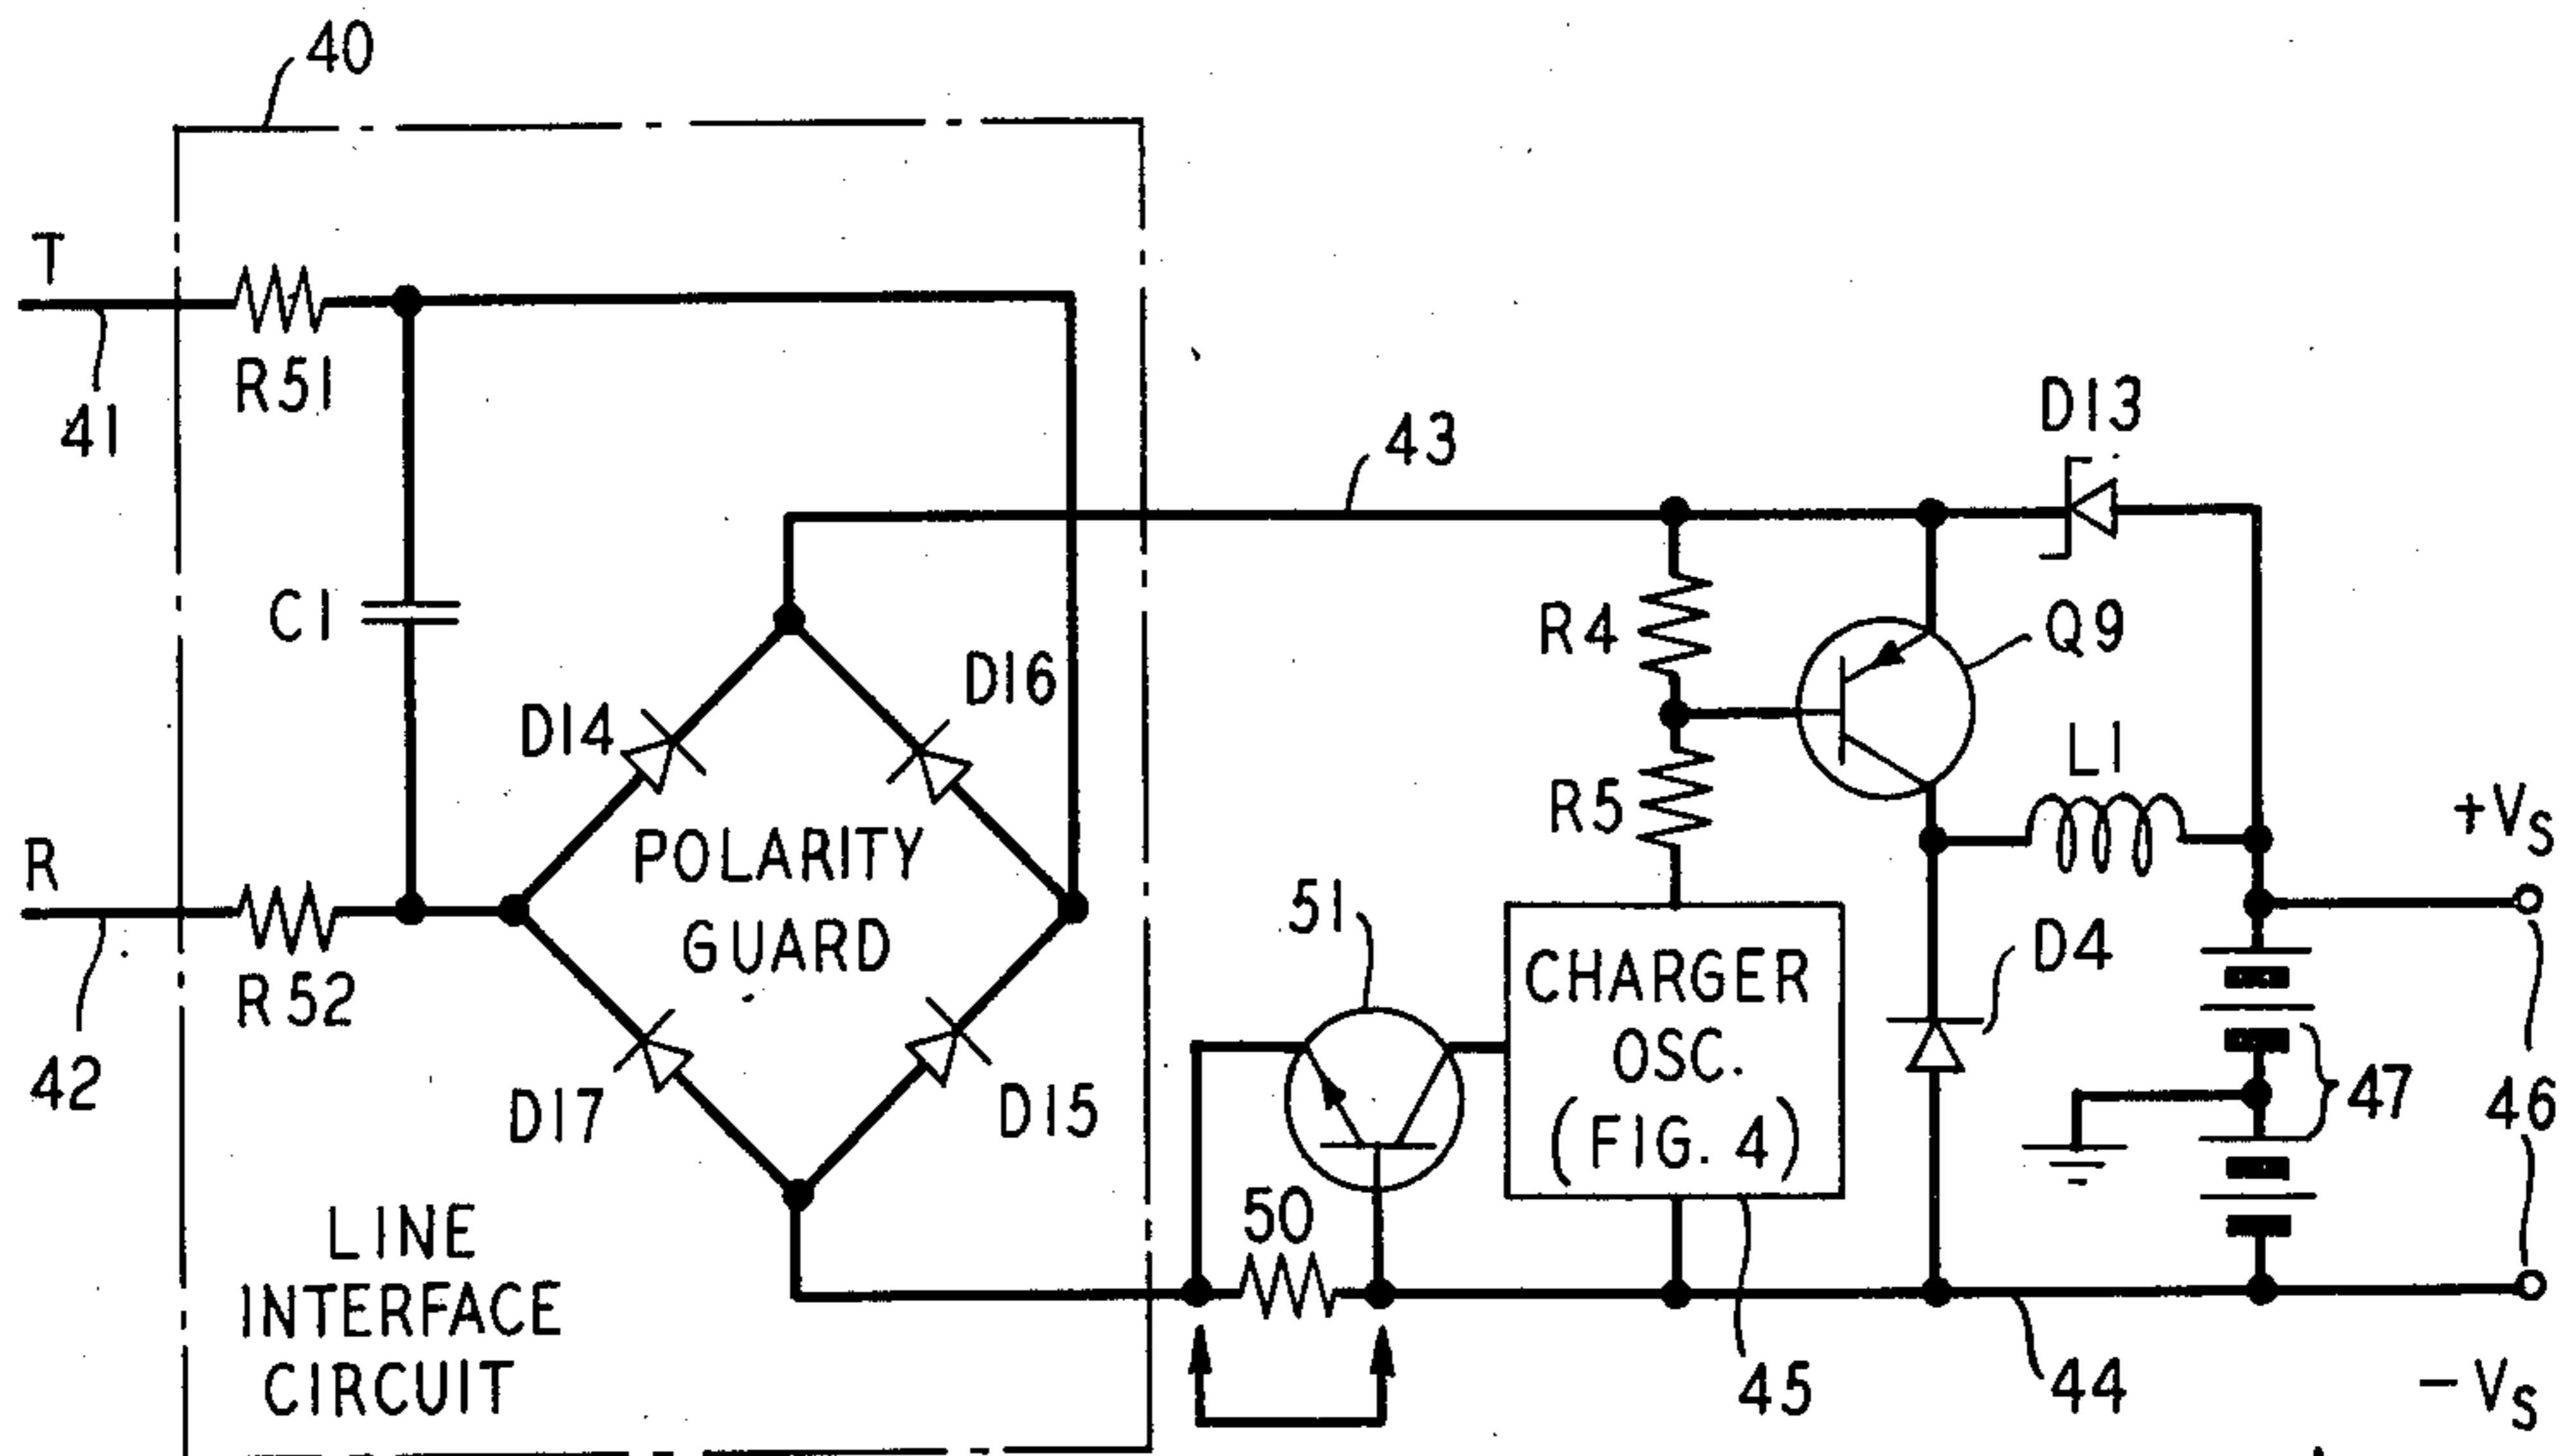 40
T
R51
41
43
D13
C1
R4
Q9
D16
D14
L1
R5
+VS
R
POLARITY
GUARD
51
D4
R52
CHARGER
OSC.
(FIG. 4)
42
D17
D15
47
46
50
LINE
INTERFACE
CIRCUIT
45
44
-VS